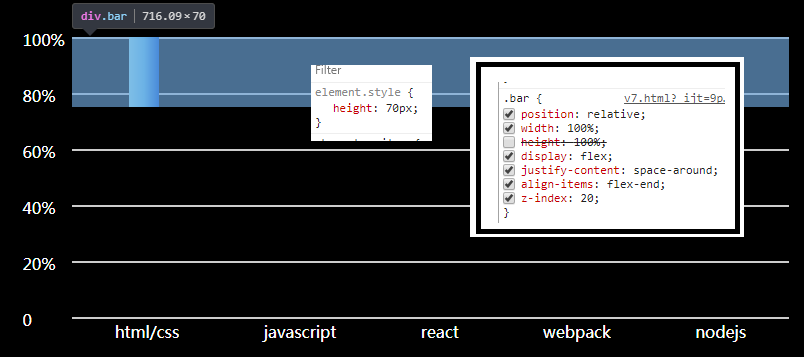 div.bar 716.09×70
100%
80%
60%
40%
20%
0
html/css javascript react webpack nodejs
Filter
element.style {
height: 70px;
}
.bar { v7.html?_ijt=9p…
position: relative;
width: 100%;
height: 100%;
display: flex;
justify-content: space-around;
align-items: flex-end;
z-index: 20;
}